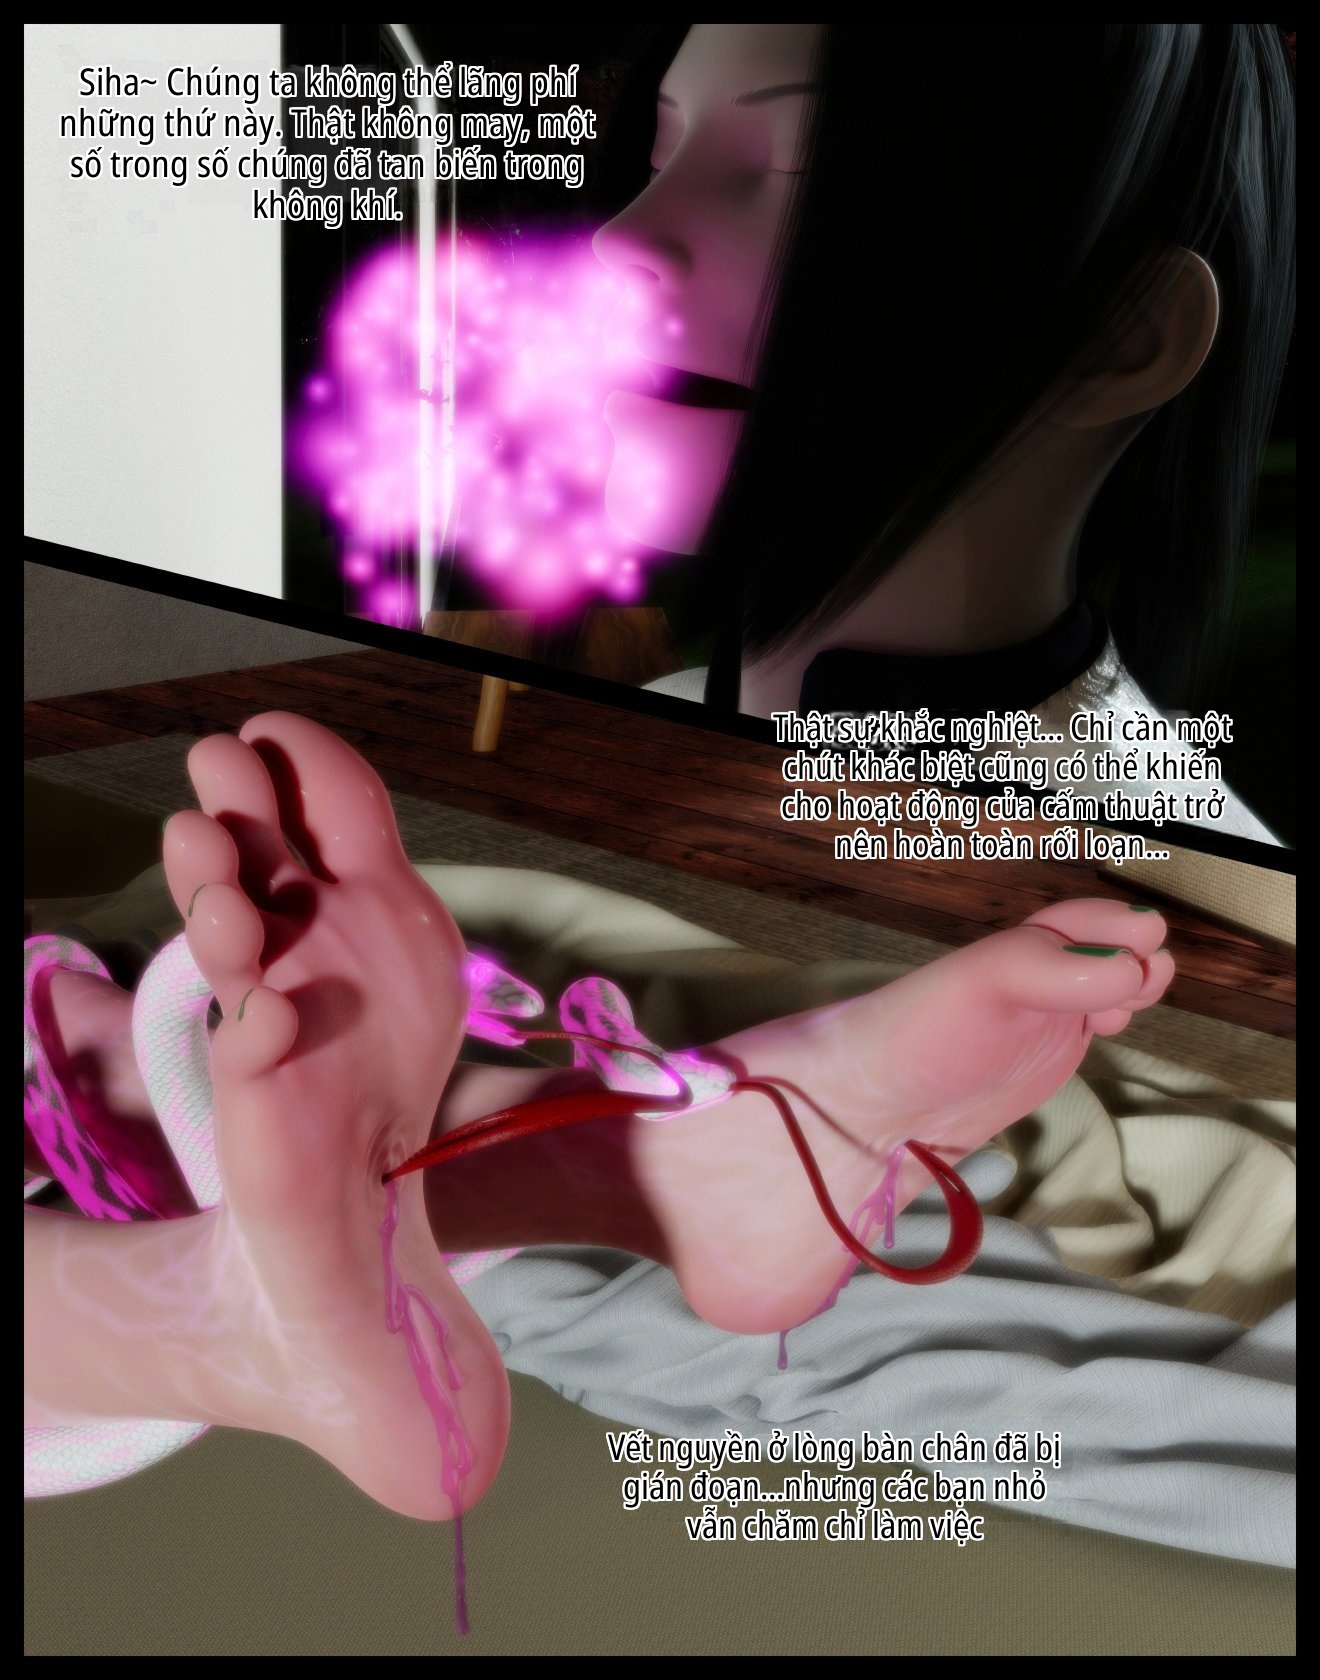 Siha~ Chúng ta không thể lãng phí
những thứ này. Thật không may, một
số trong số chúng đã tan biến trong
không khí.
Thật sự khắc nghiệt... Chỉ cần một
chút khác biệt cũng có thể khiến
cho hoạt động của cấm thuật trở
nên hoàn toàn rối loạn...
Vết nguyền ở lòng bàn chân đã bị
gián đoạn...nhưng các bạn nhỏ
vẫn chăm chỉ làm việc